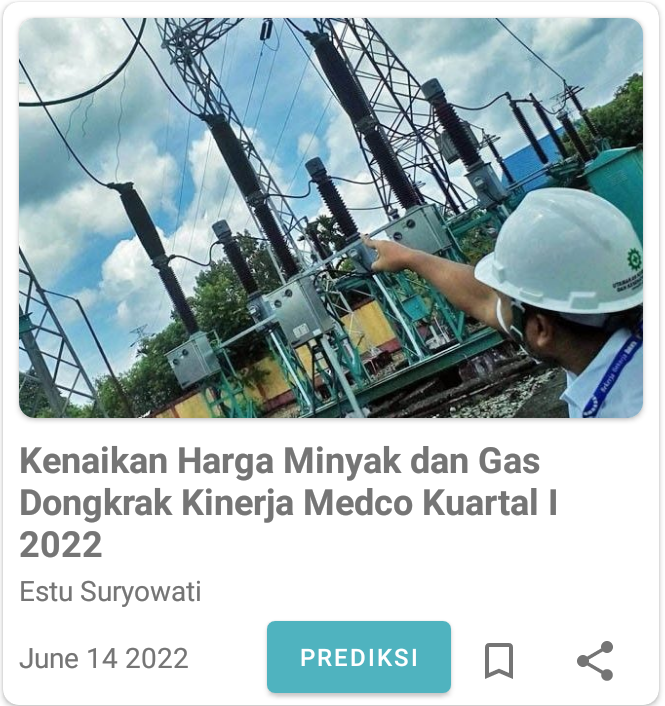 Kenaikan Harga Minyak dan Gas
Dongkrak Kinerja Medco Kuartal I
2022
Estu Suryowati
June 14 2022
PREDIKSI